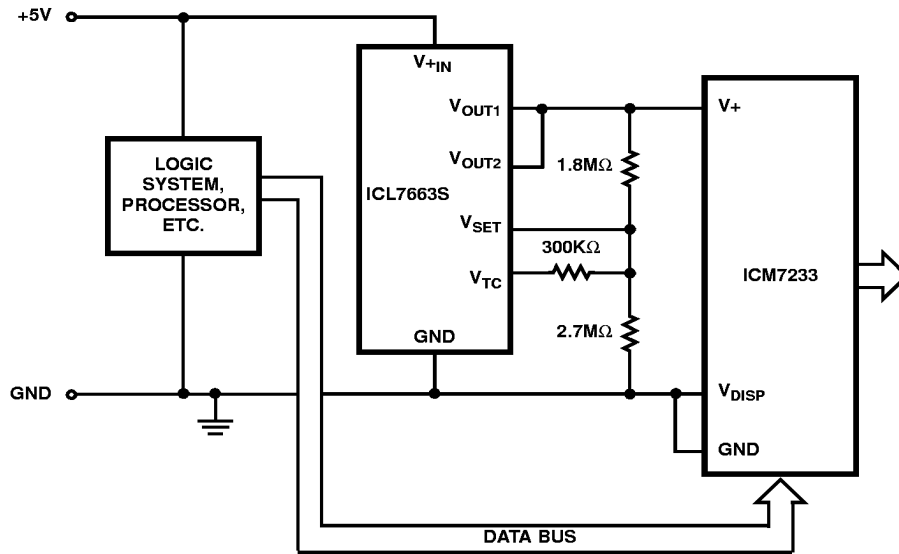 +5V
V+IN
VOUT1
V+
LOGIC
SYSTEM,
PROCESSOR,
ETC.
VOUT2
1.8MΩ
ICL7663S
VSET
300KΩ
ICM7233
VTC
2.7MΩ
GND
GND
VDISP
GND
DATA BUS